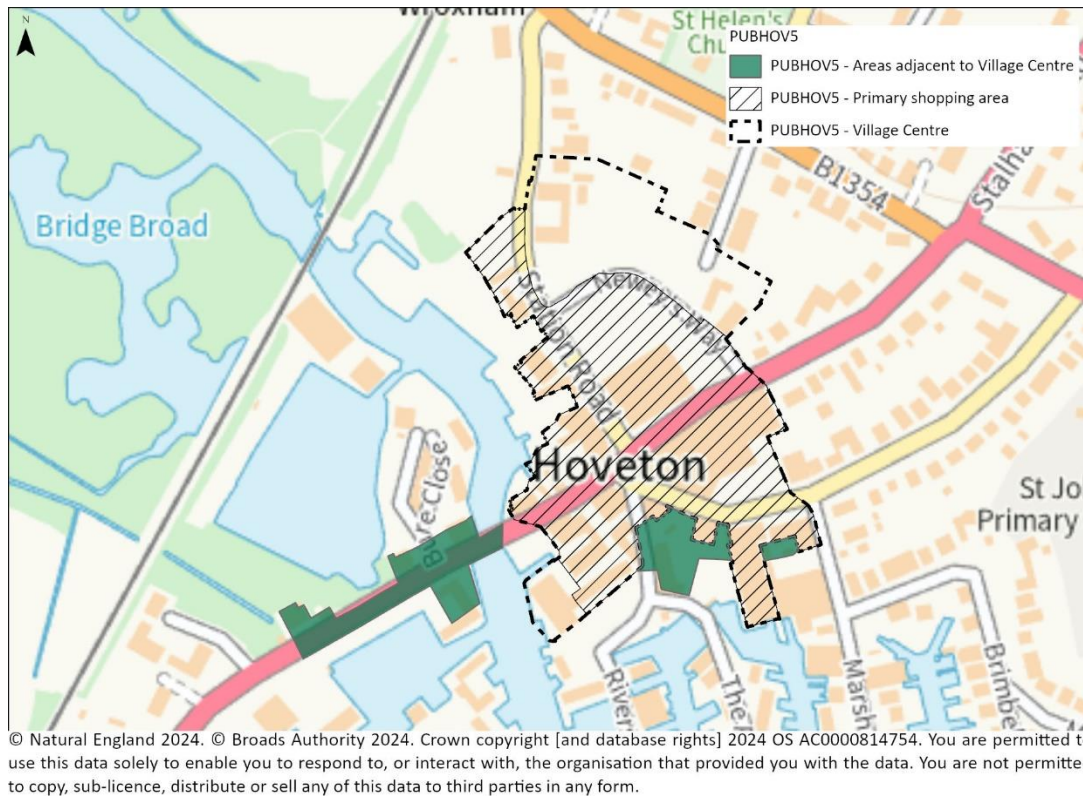 N
Wroxham
St Helen's
Chu
PUBHOV5
PUBHOV5 - Areas adjacent to Village Centre
PUBHOV5 - Primary shopping area
PUBHOV5 - Village Centre
B1354
Stalha
Bridge Broad
Station Road
Hoveton
Bure Close
St Jo
Primary
Rivers
The
Marsh
Brimbe
© Natural England 2024. © Broads Authority 2024. Crown copyright [and database rights] 2024 OS AC0000814754. You are permitted t
use this data solely to enable you to respond to, or interact with, the organisation that provided you with the data. You are not permitte
to copy, sub-licence, distribute or sell any of this data to third parties in any form.